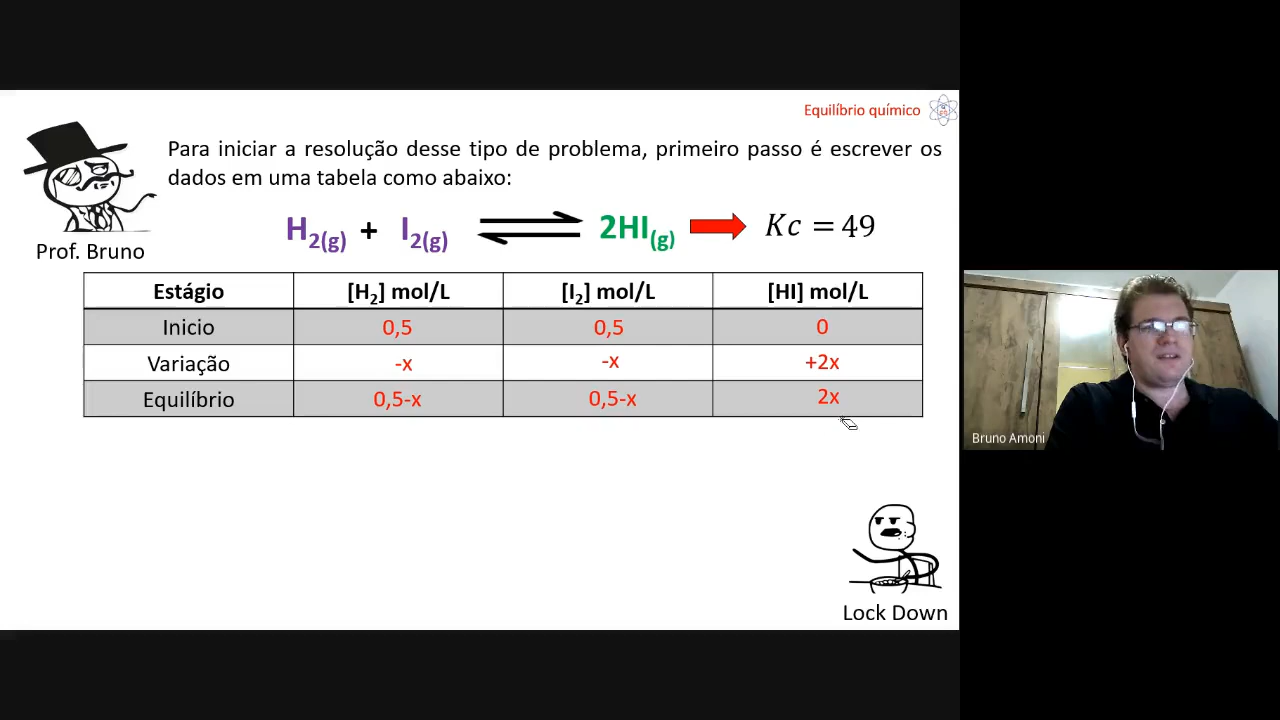 Equilíbrio químico
Para iniciar a resolução desse tipo de problema, primeiro passo é escrever os
dados em uma tabela como abaixo:
Prof. Bruno
H2(g) + I2(g) ⇌ 2HI(g) Kc = 49
Estágio [H2] mol/L [I2] mol/L [HI] mol/L
Inicio 0,5 0,5 0
Variação -x -x +2x
Equilíbrio 0,5-x 0,5-x 2x
Bruno Amoni
Lock Down